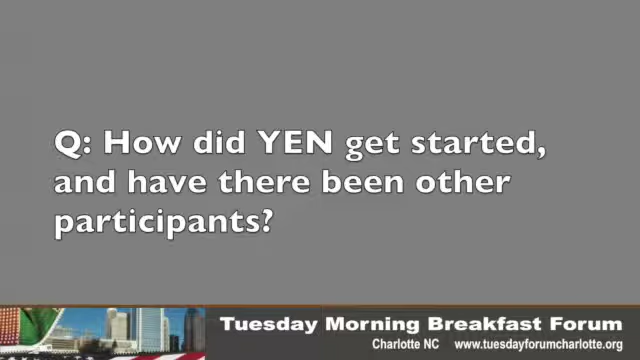 Q: How did YEN get started,
and have there been other
participants?
Tuesday Morning Breakfast Forum
Charlotte NC www.tuesdayforumcharlotte.org